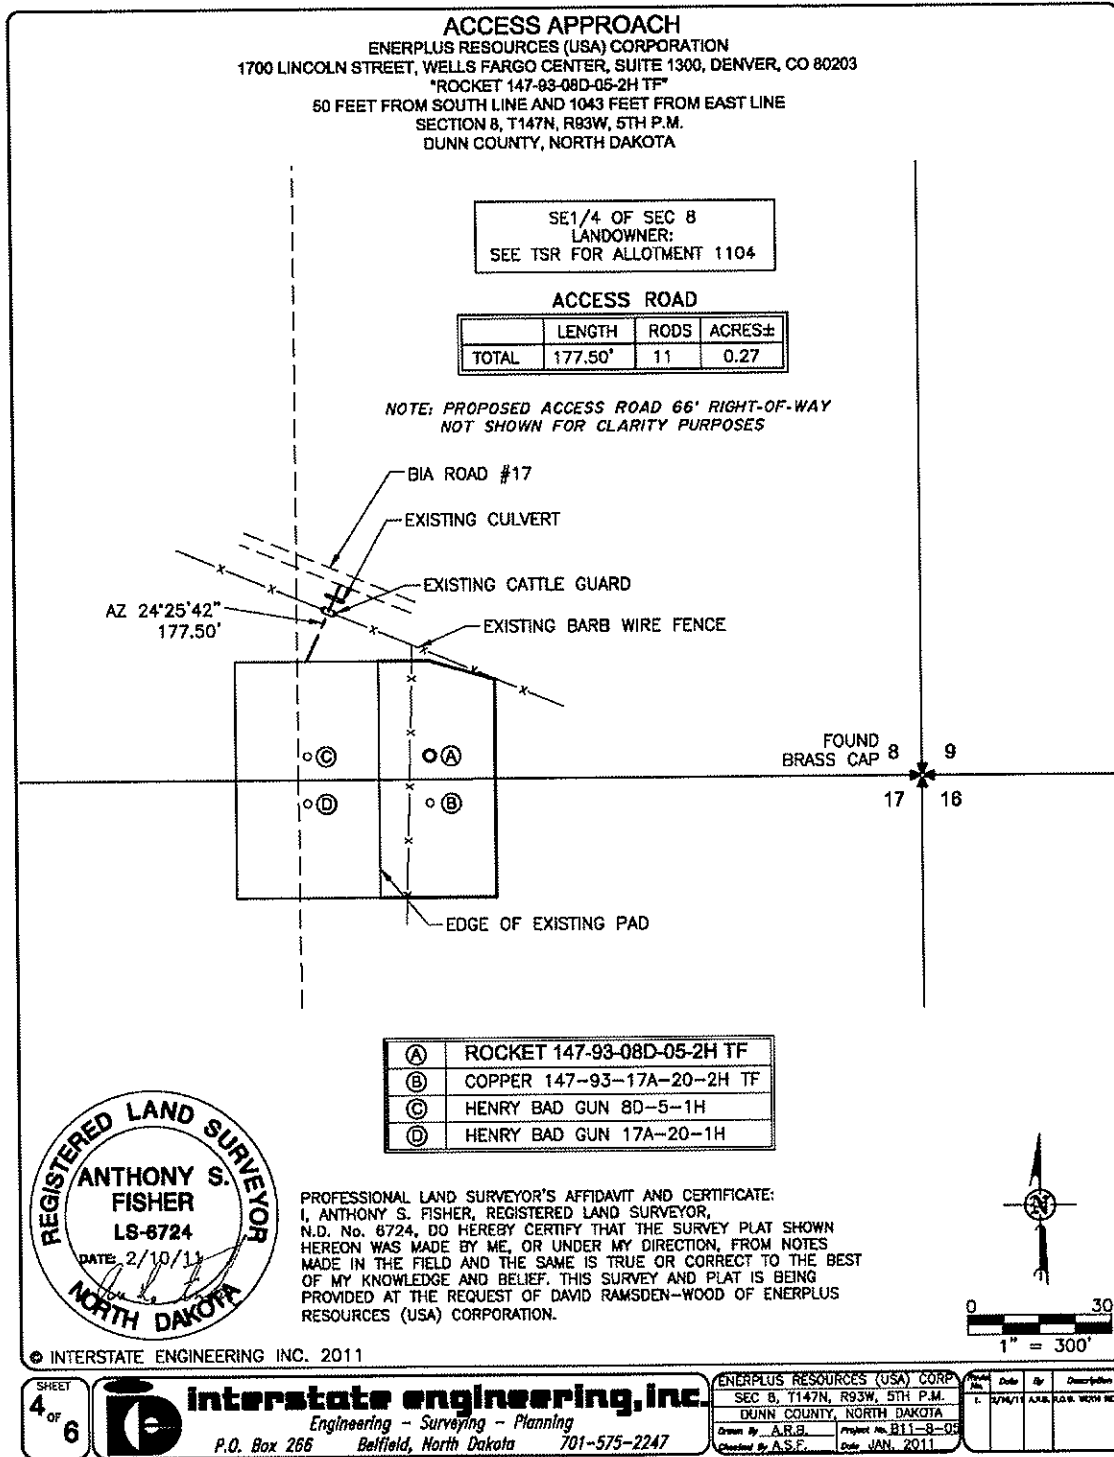 ACCESS APPROACH
ENERPLUS RESOURCES (USA) CORPORATION
1700 LINCOLN STREET, WELLS FARGO CENTER, SUITE 1300, DENVER, CO 80203
"ROCKET 147-93-08D-05-2H TF"
50 FEET FROM SOUTH LINE AND 1043 FEET FROM EAST LINE
SECTION 8, T147N, R93W, 5TH P.M.
DUNN COUNTY, NORTH DAKOTA
SE1/4 OF SEC 8
LANDOWNER:
SEE TSR FOR ALLOTMENT 1104
ACCESS ROAD
LENGTH RODS ACRES±
TOTAL 177.50' 11 0.27
NOTE: PROPOSED ACCESS ROAD 66' RIGHT-OF-WAY
NOT SHOWN FOR CLARITY PURPOSES
BIA ROAD #17
EXISTING CULVERT
EXISTING CATTLE GUARD
AZ 24°25'42"
177.50'
EXISTING BARB WIRE FENCE
C A
D B
FOUND
BRASS CAP
8 9
17 16
EDGE OF EXISTING PAD
A ROCKET 147-93-08D-05-2H TF
B COPPER 147-93-17A-20-2H TF
C HENRY BAD GUN 8D-5-1H
D HENRY BAD GUN 17A-20-1H
REGISTERED LAND SURVEYOR
ANTHONY S.
FISHER
LS-6724
DATE: 2/10/11
NORTH DAKOTA
PROFESSIONAL LAND SURVEYOR'S AFFIDAVIT AND CERTIFICATE:
I, ANTHONY S. FISHER, REGISTERED LAND SURVEYOR,
N.D. No. 6724, DO HEREBY CERTIFY THAT THE SURVEY PLAT SHOWN
HEREON WAS MADE BY ME, OR UNDER MY DIRECTION, FROM NOTES
MADE IN THE FIELD AND THE SAME IS TRUE OR CORRECT TO THE BEST
OF MY KNOWLEDGE AND BELIEF. THIS SURVEY AND PLAT IS BEING
PROVIDED AT THE REQUEST OF DAVID RAMSDEN-WOOD OF ENERPLUS
RESOURCES (USA) CORPORATION.
N
0 30
1" = 300'
© INTERSTATE ENGINEERING INC. 2011
SHEET
4 OF 6
interstate engineering, inc.
Engineering - Surveying - Planning
P.O. Box 266 Belfield, North Dakota 701-575-2247
ENERPLUS RESOURCES (USA) CORP
SEC 8, T147N, R93W, 5TH P.M.
DUNN COUNTY, NORTH DAKOTA
Drawn By A.R.B. Project No. B11-8-05
Checked By A.S.F. Date JAN. 2011
No. Date By Description
1. A.R.B.